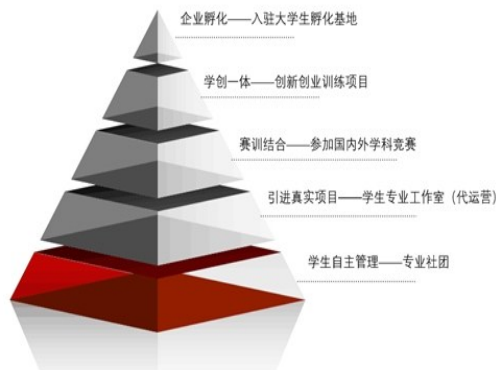 企业孵化——入驻大学生孵化基地
学创一体——创新创业训练项目
赛训结合——参加国内外学科竞赛
引进真实项目——学生专业工作室（代运营）
学生自主管理——专业社团